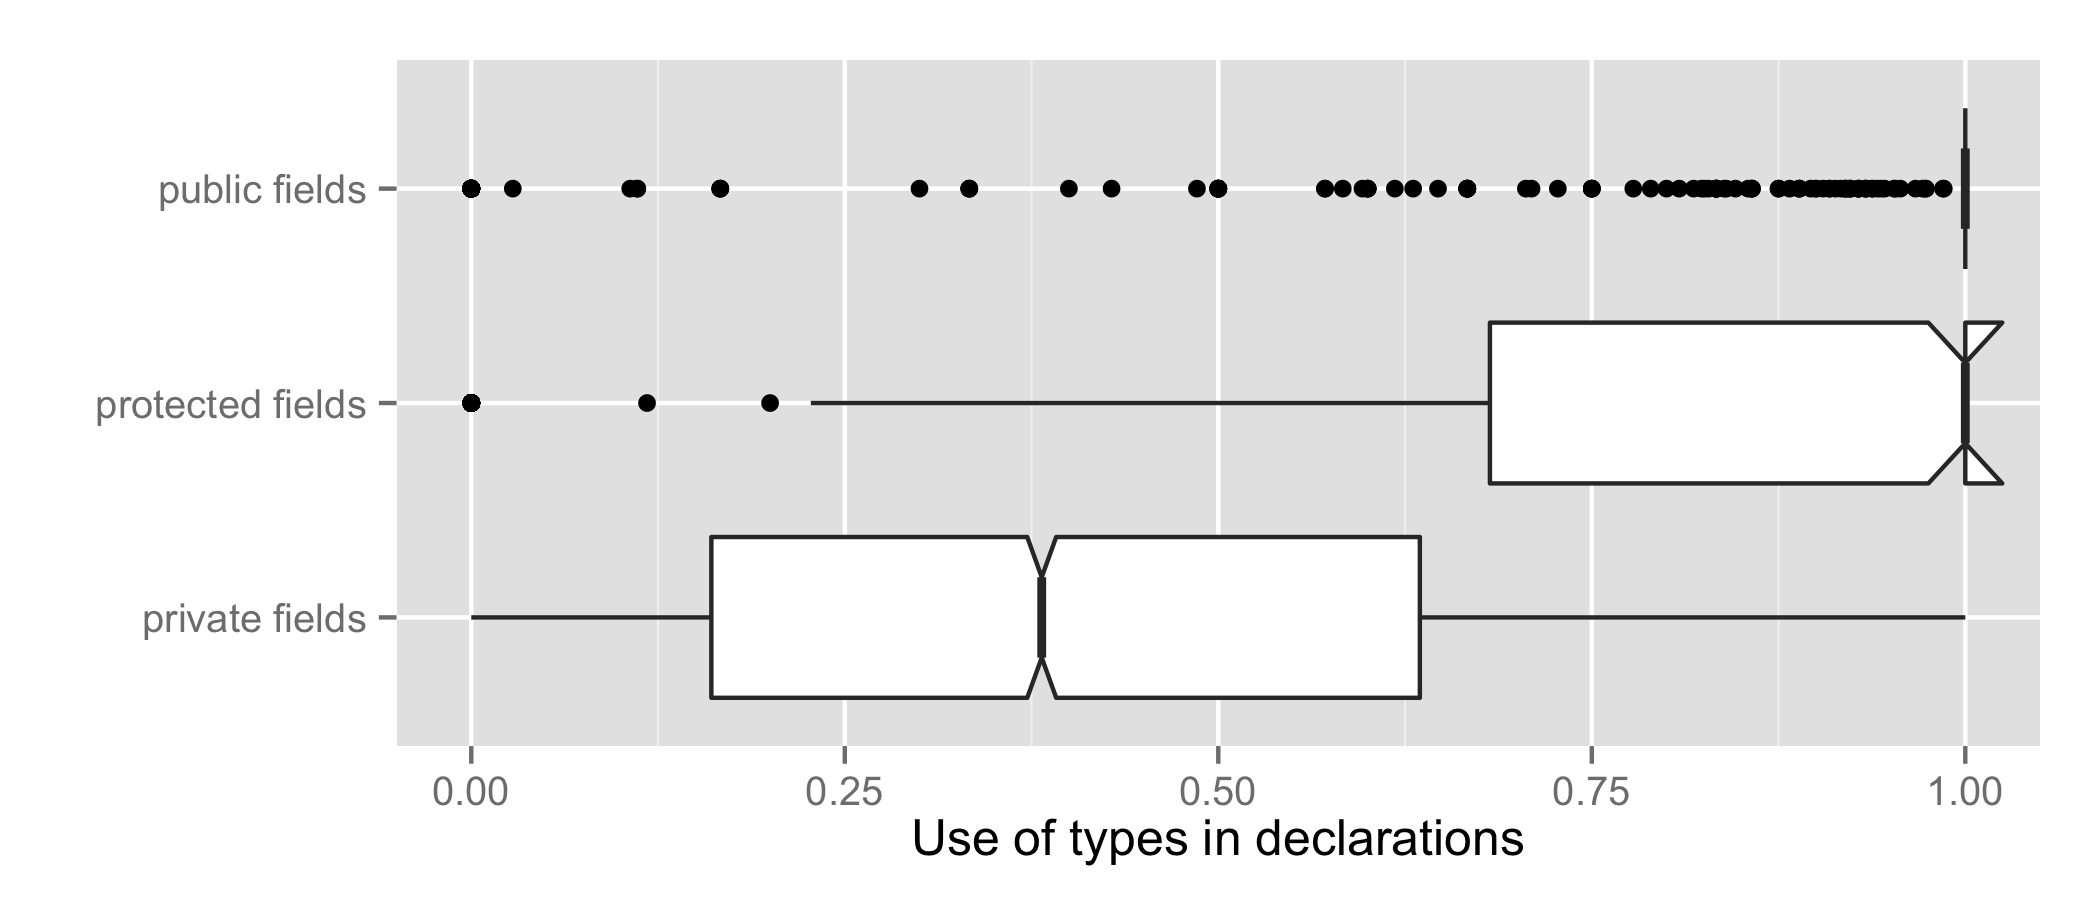 public fields
protected fields
private fields
0.00 0.25 0.50 0.75 1.00
Use of types in declarations